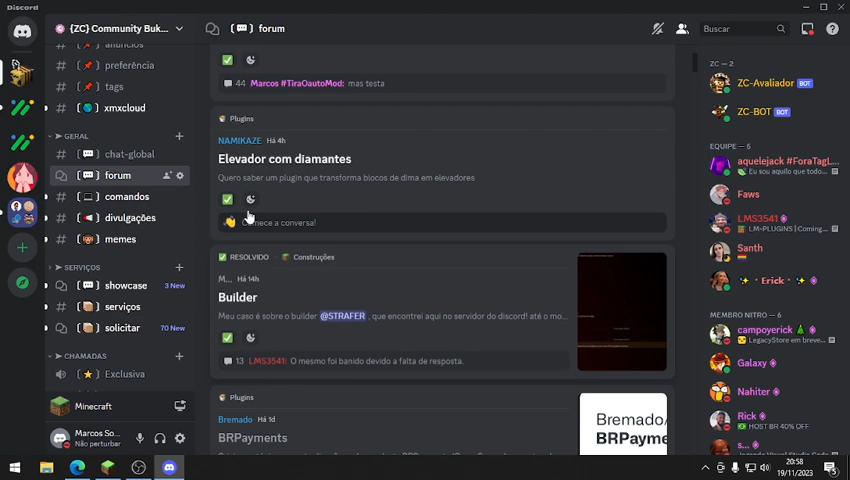 Discord
{ZC} Community Buk...
forum
Buscar
anúncios
preferência
tags
xmxcloud
GERAL
chat-global
forum
comandos
divulgações
memes
SERVIÇOS
showcase 3 New
serviços
solicitar 70 New
CHAMADAS
Exclusiva
Minecraft
Marcos So...
Não perturbar
44 Marcos #TiraOautoMod: mas testa
Plugins
NAMIKAZE Há 4h
Elevador com diamantes
Quero saber um plugin que transforma blocos de dima em elevadores
Comece a conversa!
RESOLVIDO · Construções
M... Há 14h
Builder
Meu caso é sobre o builder @STRAFER , que encontrei aqui no servidor do discord! até o mo...
13 LMS3541: O mesmo foi banido devido a falta de resposta.
Plugins
Bremado Há 1d
BRPayments
Bremado/
BRPayme
ZC — 2
ZC-Avaliador BOT
ZC-BOT BOT
EQUIPE — 5
aquelejack #ForaTagL...
Eu sou aquilo que todo...
Faws
LM3541
LM-PLUGINS | Coming...
Santh
Erick
MEMBRO NITRO — 6
campoyerick
LegacyStore em breve...
Galaxy
Nahiter
Rick
HOST BR 40% OFF
s...
20:58
19/11/2023
5